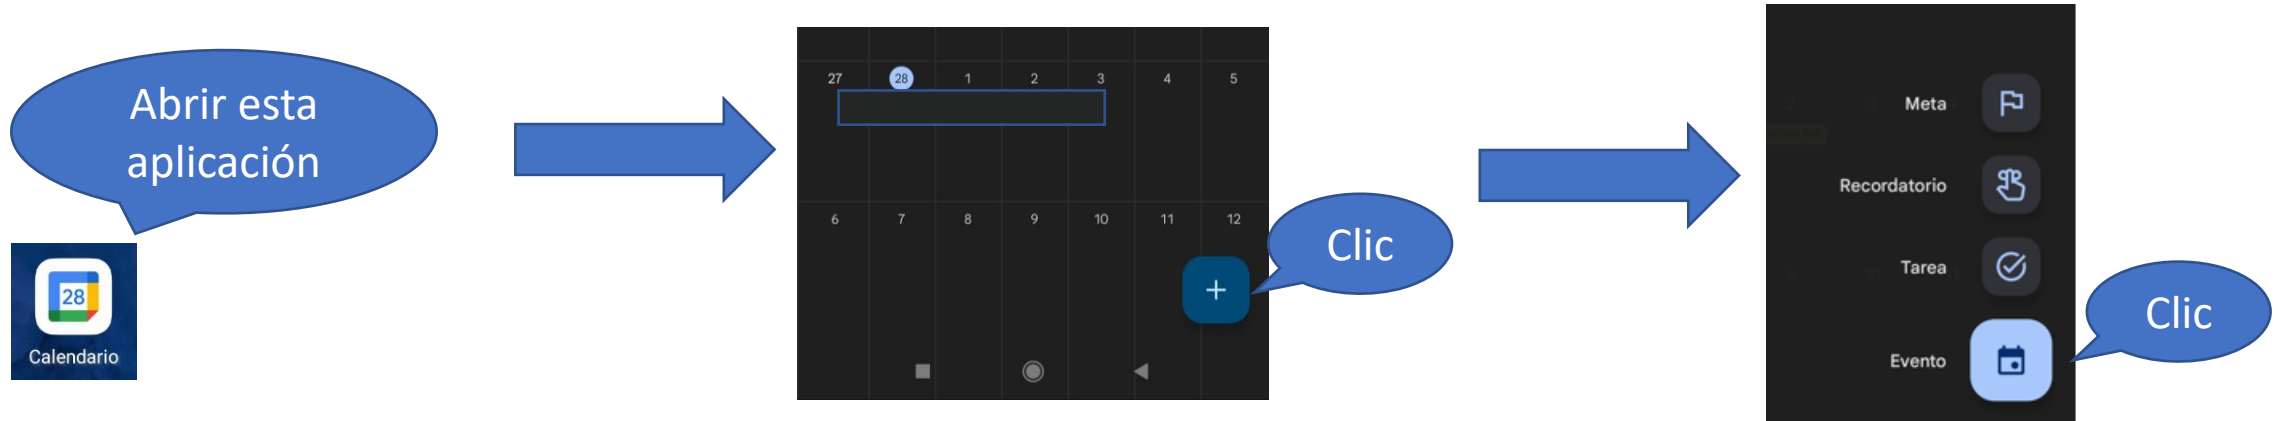 Abrir esta
aplicación
28
Calendario
27 28 1 2 3 4 5
6 7 8 9 10 11 12
+
Clic
Meta
Recordatorio
Tarea
Evento
Clic